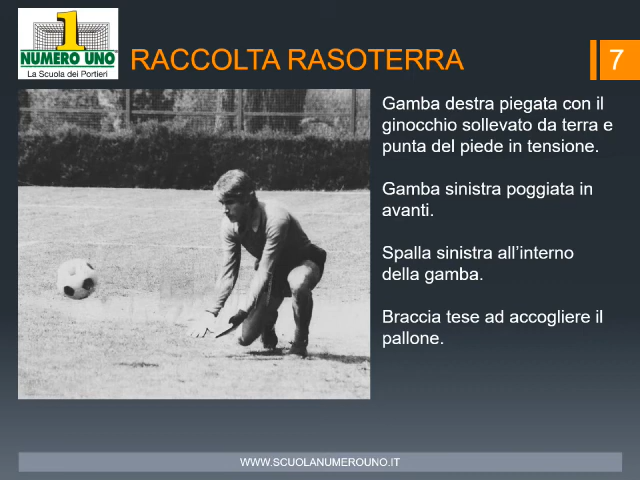 1
NUMERO UNO
La Scuola dei Portieri
RACCOLTA RASOTERRA
7
Gamba destra piegata con il
ginocchio sollevato da terra e
punta del piede in tensione.
Gamba sinistra poggiata in
avanti.
Spalla sinistra all’interno
della gamba.
Braccia tese ad accogliere il
pallone.
WWW.SCUOLANUMEROUNO.IT